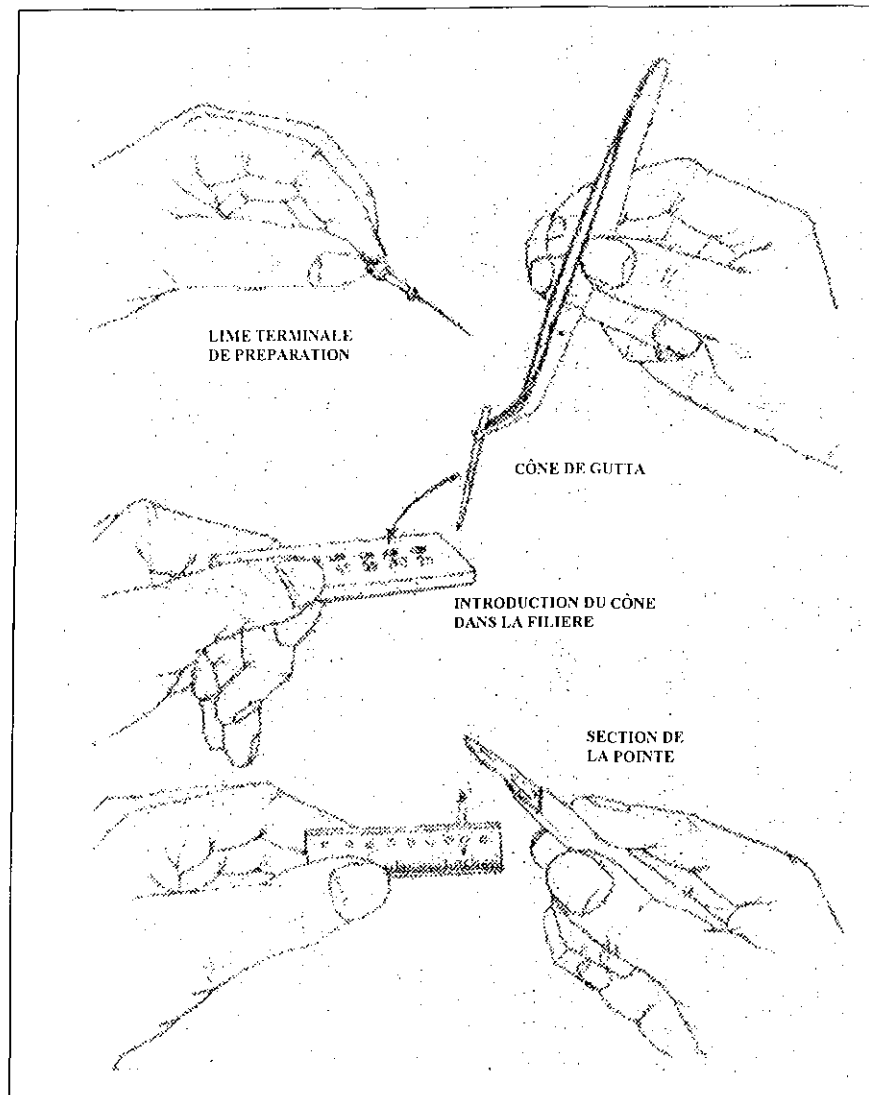 LIME TERMINALE
DE PREPARATION
CÔNE DE GUTTA
INTRODUCTION DU CÔNE
DANS LA FILIERE
SECTION DE
LA POINTE